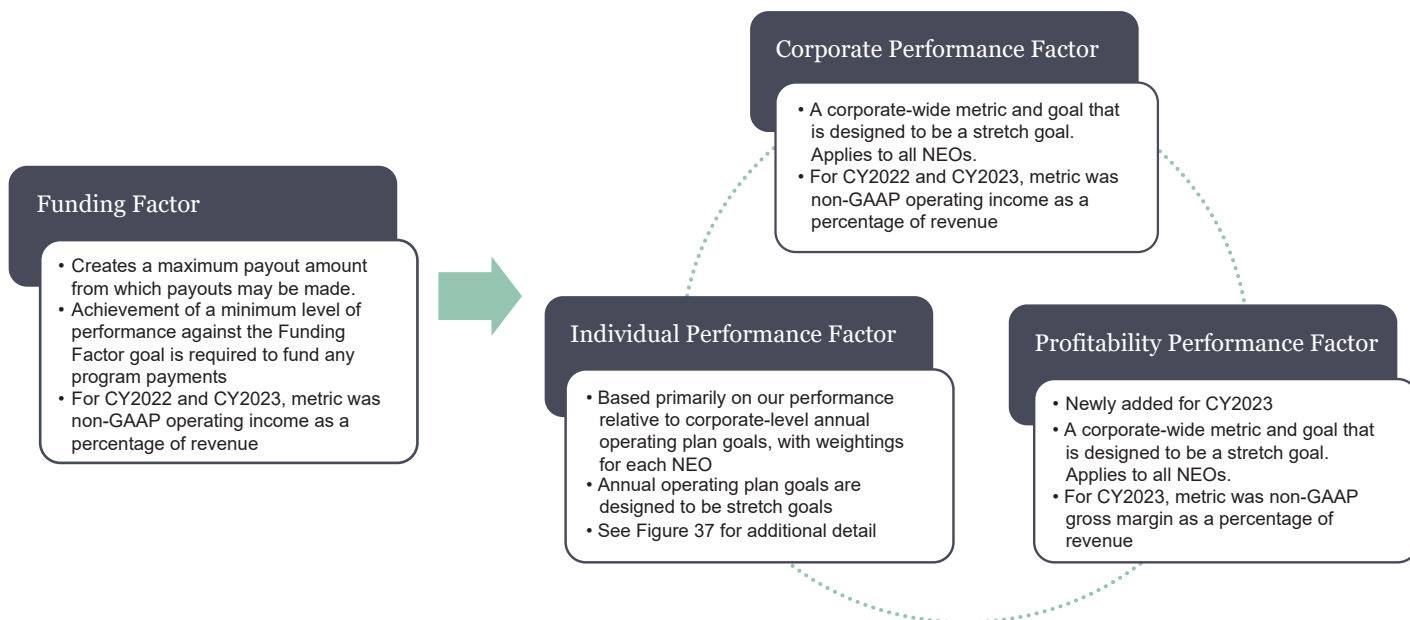 Funding Factor
• Creates a maximum payout amount
from which payouts may be made.
• Achievement of a minimum level of
performance against the Funding
Factor goal is required to fund any
program payments
• For CY2022 and CY2023, metric was
non-GAAP operating income as a
percentage of revenue
Corporate Performance Factor
• A corporate-wide metric and goal that
is designed to be a stretch goal.
Applies to all NEOs.
• For CY2022 and CY2023, metric was
non-GAAP operating income as a
percentage of revenue
Individual Performance Factor
• Based primarily on our performance
relative to corporate-level annual
operating plan goals, with weightings
for each NEO
• Annual operating plan goals are
designed to be stretch goals
• See Figure 37 for additional detail
Profitability Performance Factor
• Newly added for CY2023
• A corporate-wide metric and goal that
is designed to be a stretch goal.
Applies to all NEOs.
• For CY2023, metric was non-GAAP
gross margin as a percentage of
revenue